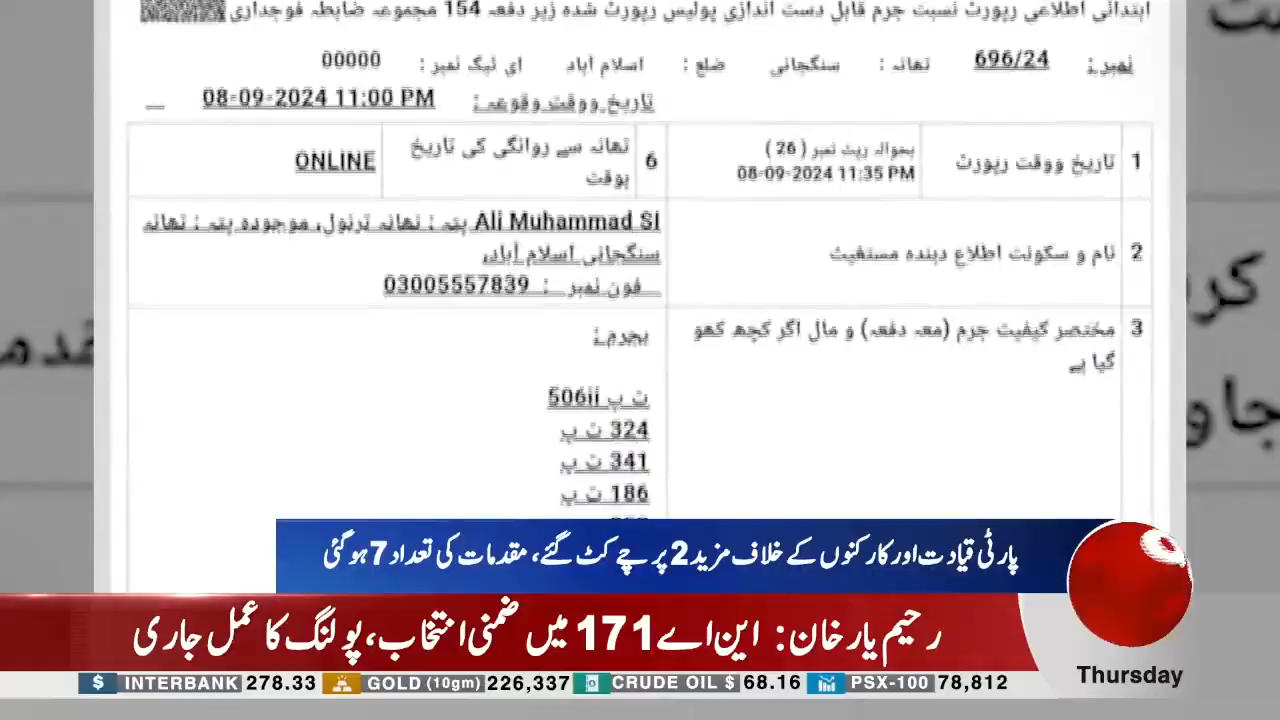 ابتدائی اطلاعی رپورٹ نسبت جرم قابل دست اندازی پولیس رپورٹ شدہ زیر دفعہ 154 مجموعہ ضابطہ فوجداری
نمبر: 696/24 تھانہ : سنگجانی ضلع : اسلام آباد ای ٹیگ نمبر : 00000
تاریخ ووقت وقوعہ: 08-09-2024 11:00 PM
1 تاریخ ووقت رپورٹ بحوالہ رپٹ نمبر ( 26 ) 08-09-2024 11:35 PM
6 تھانہ سے روانگی کی تاریخ بوقت ONLINE
2 نام و سکونت اطلاع دہندہ مستغیث
Ali Muhammad SI پتہ : تھانہ ترنول، موجودہ پتہ : تھانہ
سنگجانی اسلام آباد،
فون نمبر : 03005557839
3 مختصر کیفیت جرم (معہ دفعہ) و مال اگر کچھ کھو
گیا ہے
بجرم:
506ii ت پ
324 ت پ
341 ت پ
186 ت پ
پارٹی قیادت اور کارکنوں کے خلاف مزید 2 پرچے کٹ گئے، مقدمات کی تعداد 7 ہوگئی
رحیم یار خان: این اے 171 میں ضمنی انتخاب، پولنگ کا عمل جاری
Thursday
$ INTERBANK 278.33 GOLD (10gm) 226,337 CRUDE OIL $ 68.16 PSX-100 78,812